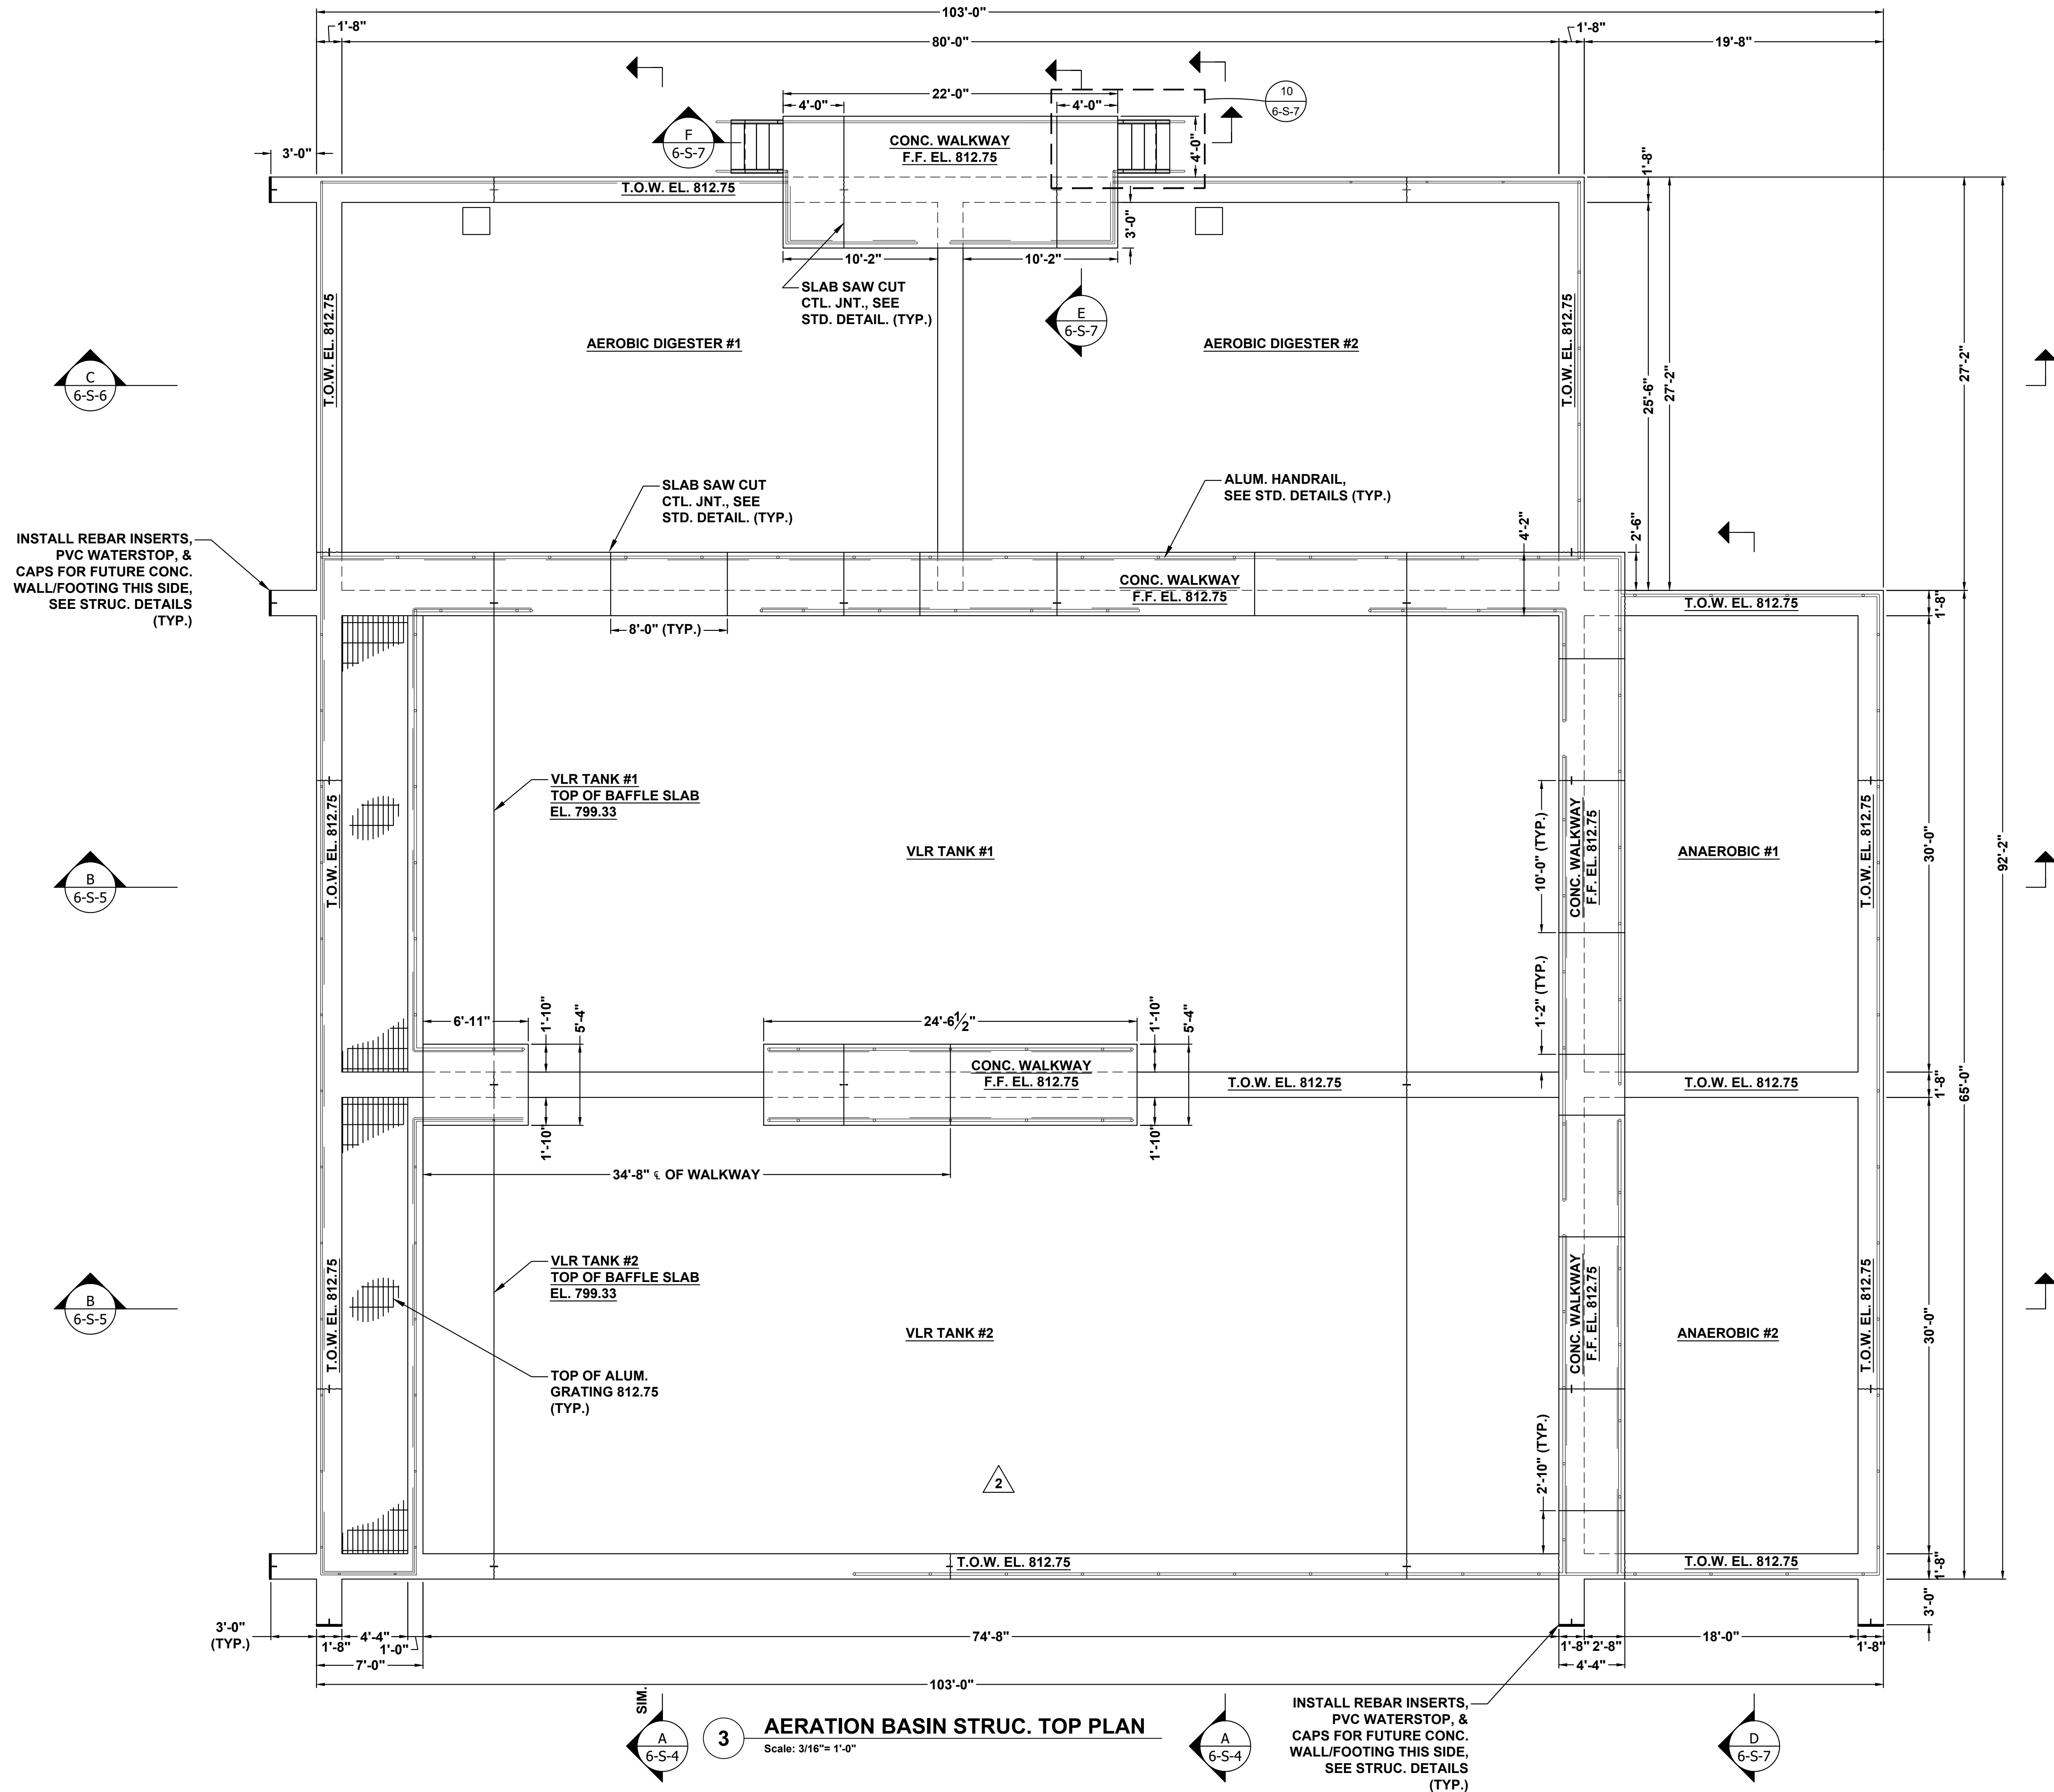 103'-0"
1'-8"
80'-0"
1'-8"
19'-8"
22'-0"
4'-0"
4'-0"
10
6-S-7
F
6-S-7
CONC. WALKWAY
F.F. EL. 812.75
4'-0"
3'-0"
T.O.W. EL. 812.75
1'-8"
3'-0"
10'-2"
10'-2"
SLAB SAW CUT
CTL. JNT., SEE
STD. DETAIL. (TYP.)
E
6-S-7
T.O.W. EL. 812.75
T.O.W. EL. 812.75
AEROBIC DIGESTER #1
AEROBIC DIGESTER #2
C
6-S-6
25'-6"
27'-2"
27'-2"
SLAB SAW CUT
CTL. JNT., SEE
STD. DETAIL. (TYP.)
ALUM. HANDRAIL,
SEE STD. DETAILS (TYP.)
4'-2"
2'-6"
INSTALL REBAR INSERTS,
PVC WATERSTOP, &
CAPS FOR FUTURE CONC.
WALL/FOOTING THIS SIDE,
SEE STRUC. DETAILS
(TYP.)
CONC. WALKWAY
F.F. EL. 812.75
T.O.W. EL. 812.75
1'-8"
8'-0" (TYP.)
VLR TANK #1
TOP OF BAFFLE SLAB
EL. 799.33
T.O.W. EL. 812.75
VLR TANK #1
10'-0" (TYP.)
CONC. WALKWAY
F.F. EL. 812.75
ANAEROBIC #1
T.O.W. EL. 812.75
30'-0"
92'-2"
B
6-S-5
1'-2" (TYP.)
6'-11"
1'-10"
5'-4"
24'-6 1/2"
1'-10"
5'-4"
CONC. WALKWAY
F.F. EL. 812.75
T.O.W. EL. 812.75
T.O.W. EL. 812.75
1'-8"
65'-0"
1'-10"
1'-10"
34'-8" ℄ OF WALKWAY
VLR TANK #2
TOP OF BAFFLE SLAB
EL. 799.33
T.O.W. EL. 812.75
B
6-S-5
VLR TANK #2
CONC. WALKWAY
F.F. EL. 812.75
ANAEROBIC #2
T.O.W. EL. 812.75
30'-0"
TOP OF ALUM.
GRATING 812.75
(TYP.)
2
2'-10" (TYP.)
T.O.W. EL. 812.75
T.O.W. EL. 812.75
1'-8"
3'-0"
3'-0"
(TYP.)
1'-8"
4'-4"
1'-0"
7'-0"
74'-8"
1'-8"
2'-8"
4'-4"
18'-0"
1'-8"
103'-0"
SIM.
A
6-S-4
3
AERATION BASIN STRUC. TOP PLAN
Scale: 3/16"= 1'-0"
A
6-S-4
INSTALL REBAR INSERTS,
PVC WATERSTOP, &
CAPS FOR FUTURE CONC.
WALL/FOOTING THIS SIDE,
SEE STRUC. DETAILS
(TYP.)
D
6-S-7